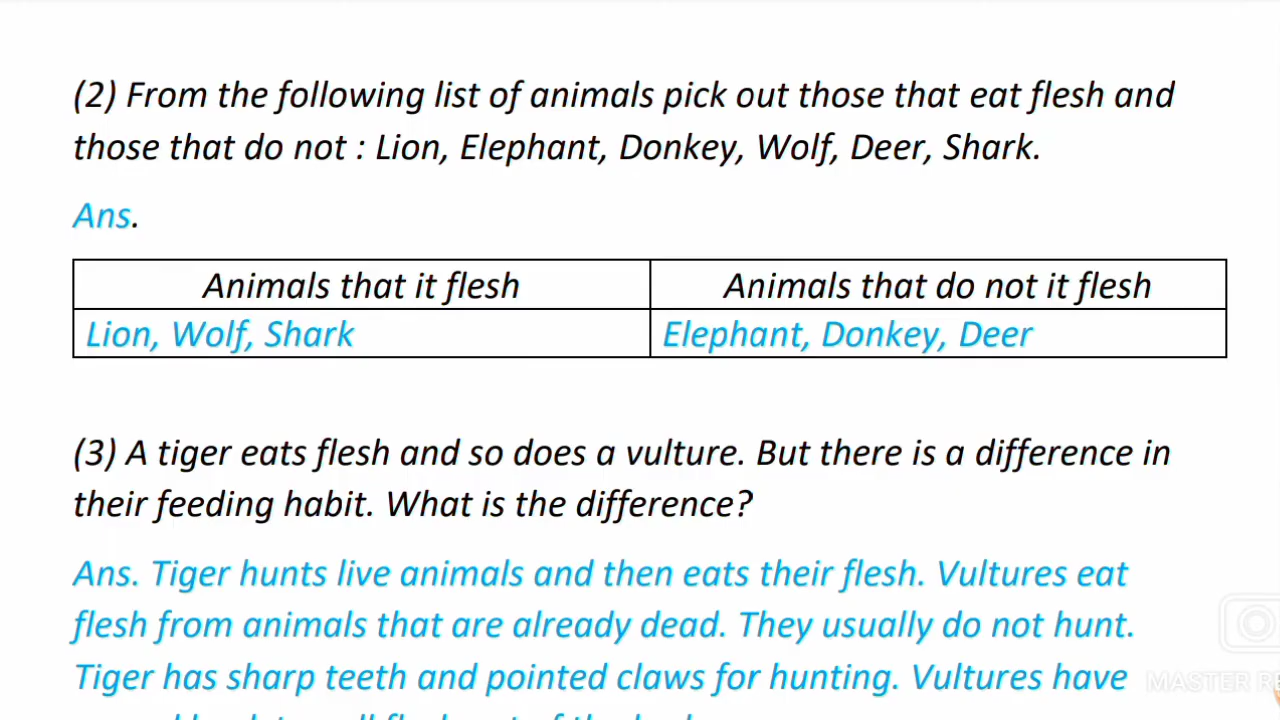 (2) From the following list of animals pick out those that eat flesh and
those that do not : Lion, Elephant, Donkey, Wolf, Deer, Shark.
Ans.
Animals that it flesh
Animals that do not it flesh
Lion, Wolf, Shark
Elephant, Donkey, Deer
(3) A tiger eats flesh and so does a vulture. But there is a difference in
their feeding habit. What is the difference?
Ans. Tiger hunts live animals and then eats their flesh. Vultures eat
flesh from animals that are already dead. They usually do not hunt.
Tiger has sharp teeth and pointed claws for hunting. Vultures have
MASTER